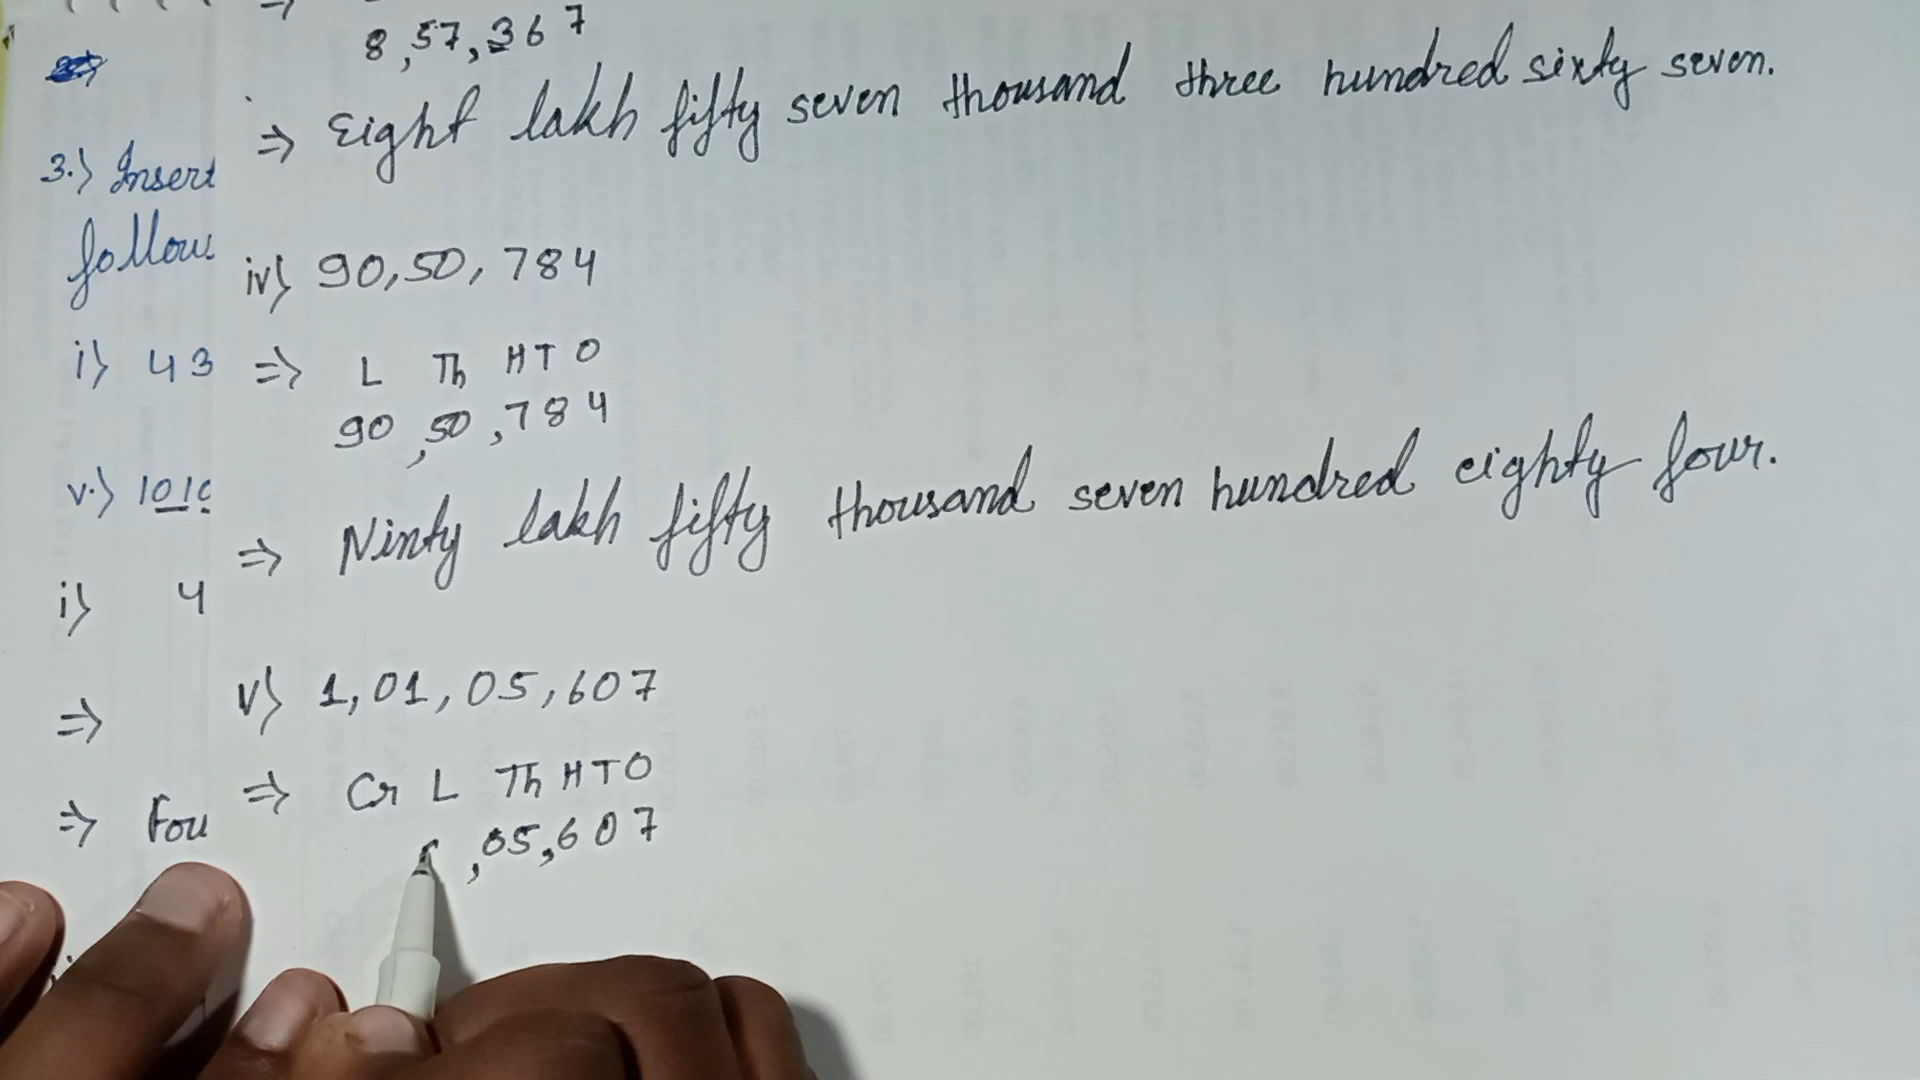 8,57,367
⇒ Eight lakh fifty seven thousand three hundred sixty seven.
3.) Insert
follow
i) 43
v.) 1010
i) 4
⇒
⇒ Fou
iv) 90,50,784
⇒ L Th H T O
90,50,784
⇒ Ninty lakh fifty thousand seven hundred eighty four.
v) 1,01,05,607
⇒ Cr L Th H T O
,05,607